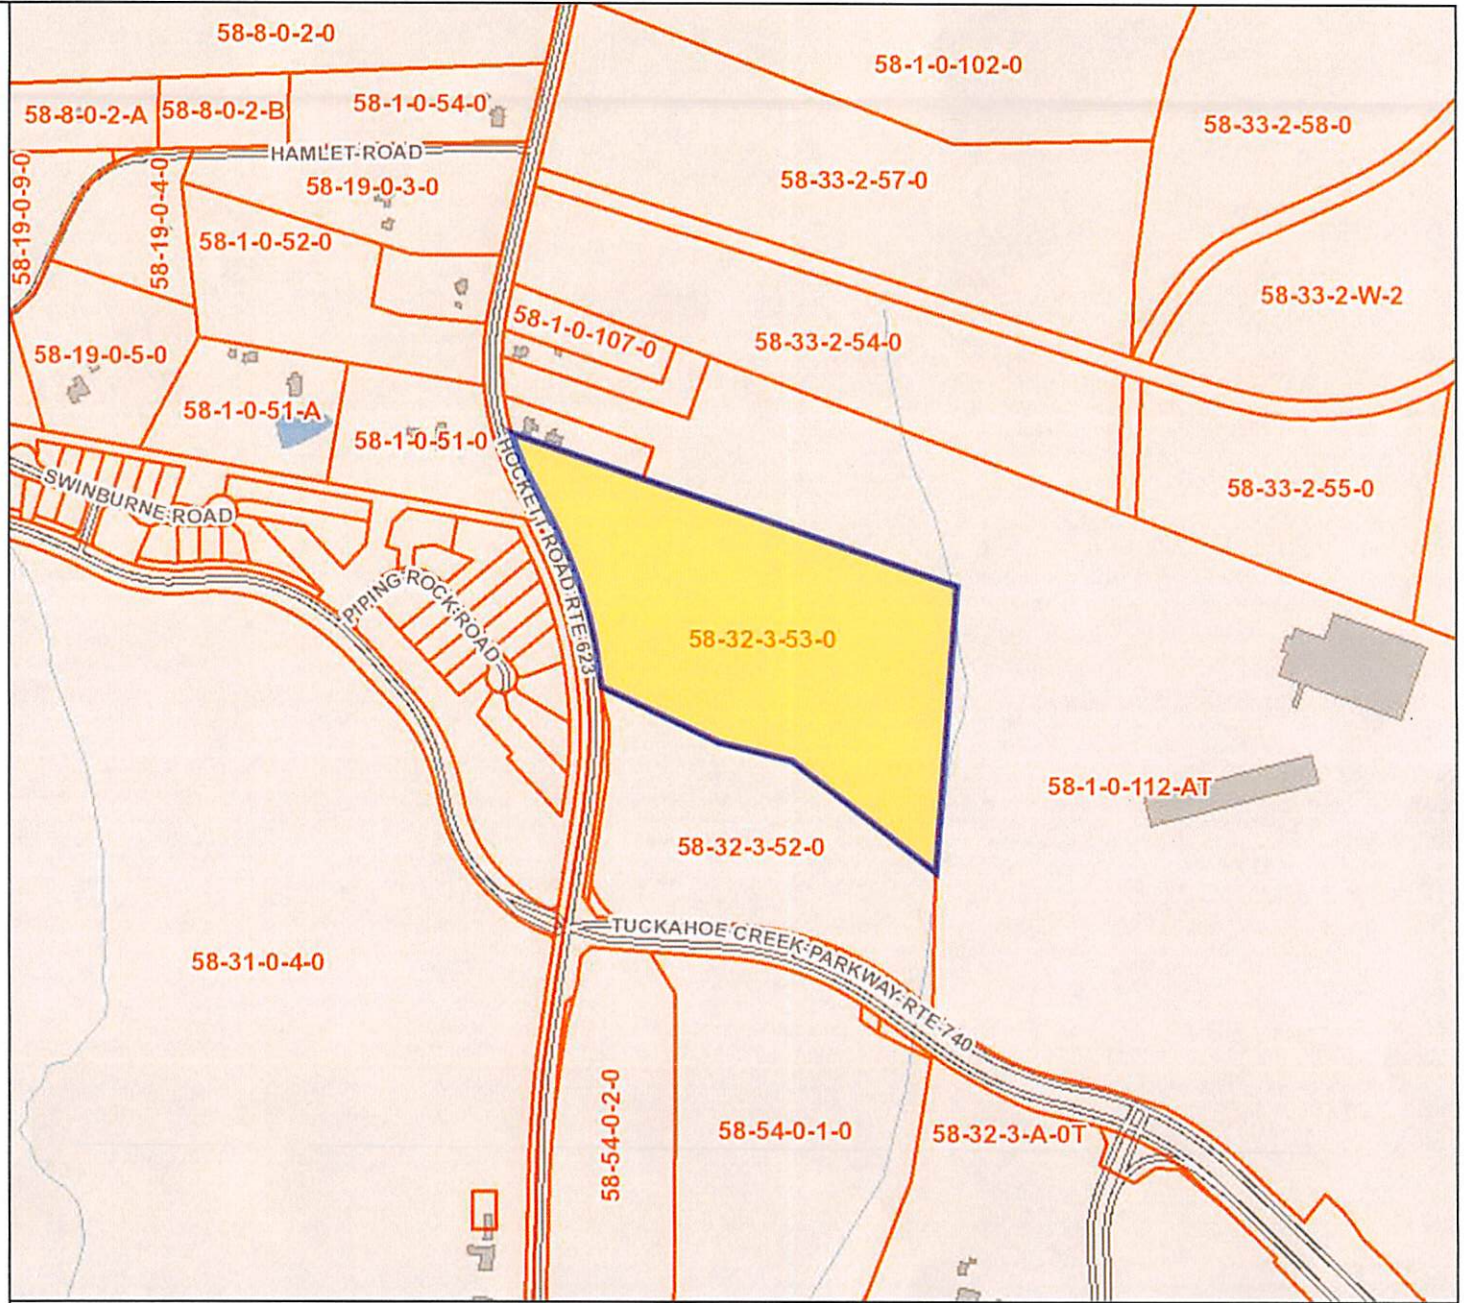 58-8-0-2-0
58-1-0-102-0
58-8-0-2-A
58-8-0-2-B
58-1-0-54-0
58-33-2-58-0
HAMLET ROAD
58-19-0-9-0
58-19-0-4-0
58-19-0-3-0
58-33-2-57-0
58-1-0-52-0
58-33-2-W-2
58-1-0-107-0
58-33-2-54-0
58-19-0-5-0
58-1-0-51-A
58-1-0-51-0
HOCKETT ROAD RTE 623
58-33-2-55-0
SWINBURNE ROAD
PIPING ROCK ROAD
58-32-3-53-0
58-1-0-112-AT
58-32-3-52-0
TUCKAHOE CREEK PARKWAY RTE 740
58-31-0-4-0
58-54-0-2-0
58-54-0-1-0
58-32-3-A-0T